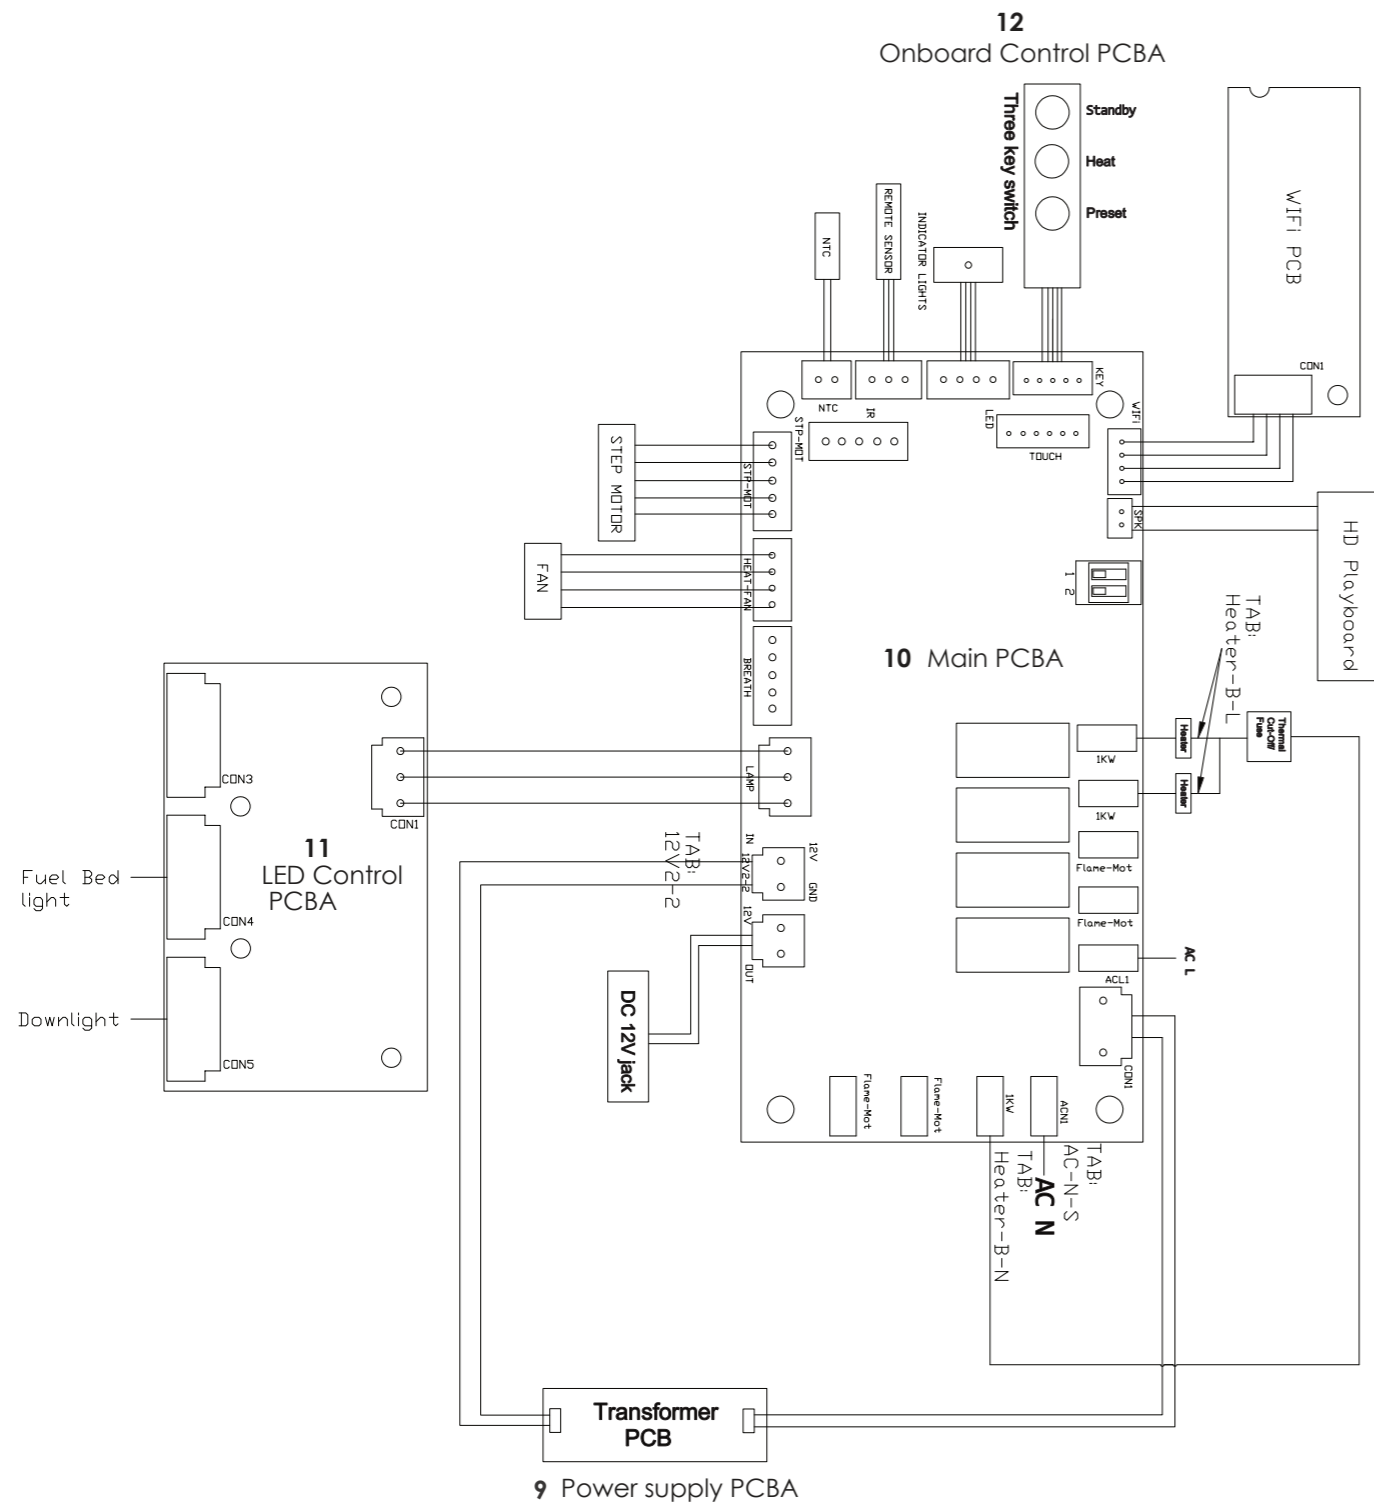 12
Onboard Control PCBA
Three key switch
Standby
Heat
Preset
WIFi PCB
CON1
NTC
REMOTE SENSOR
INDICATOR LIGHTS
NTC
IR
KEY
LED
TOUCH
WIFi
STP-MOT
STEP MOTOR
STP-MOT
SPK
HD Playboard
FAN
HEAT-FAN
1
2
BREATH
10 Main PCBA
TAB:
Heater-B-L
Heater
Thermal
Cut-Off/
Fuse
1KW
Heater
1KW
CON3
CON1
LAMP
11
LED Control
PCBA
Fuel Bed
light
CON4
TAB:
12V2-2
IN
12V2-2
12V
GND
Flame-Mot
Flame-Mot
12V
OUT
AC L
ACL1
Downlight
CON5
DC 12V jack
CON1
Flame-Mot
Flame-Mot
1KW
ACN1
TAB:
AC-N-S
AC N
TAB:
Heater-B-N
Transformer
PCB
9 Power supply PCBA